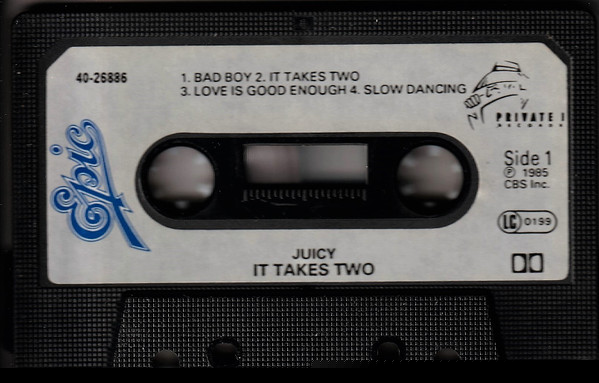 40-26886
1. BAD BOY 2. IT TAKES TWO
3. LOVE IS GOOD ENOUGH 4. SLOW DANCING
PRIVATE I
RECORDS
Epic
Side 1
Ⓟ 1985
CBS Inc.
LC 0199
JUICY
IT TAKES TWO